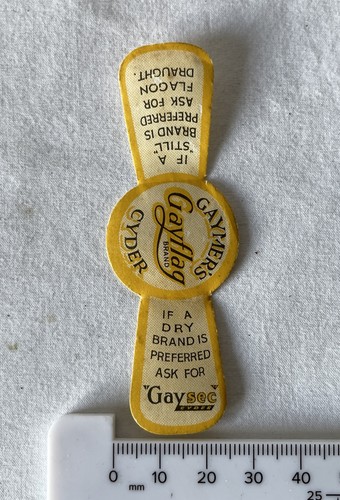 IF A
"STILL"
BRAND IS
PREFERRED
ASK FOR
FLAGON
DRAUGHT.
GAYMER'S
Gayflag
BRAND
CYDER
IF A
DRY
BRAND IS
PREFERRED
ASK FOR
"Gaysec"
CYDER
0 10 20 30 40
mm
25